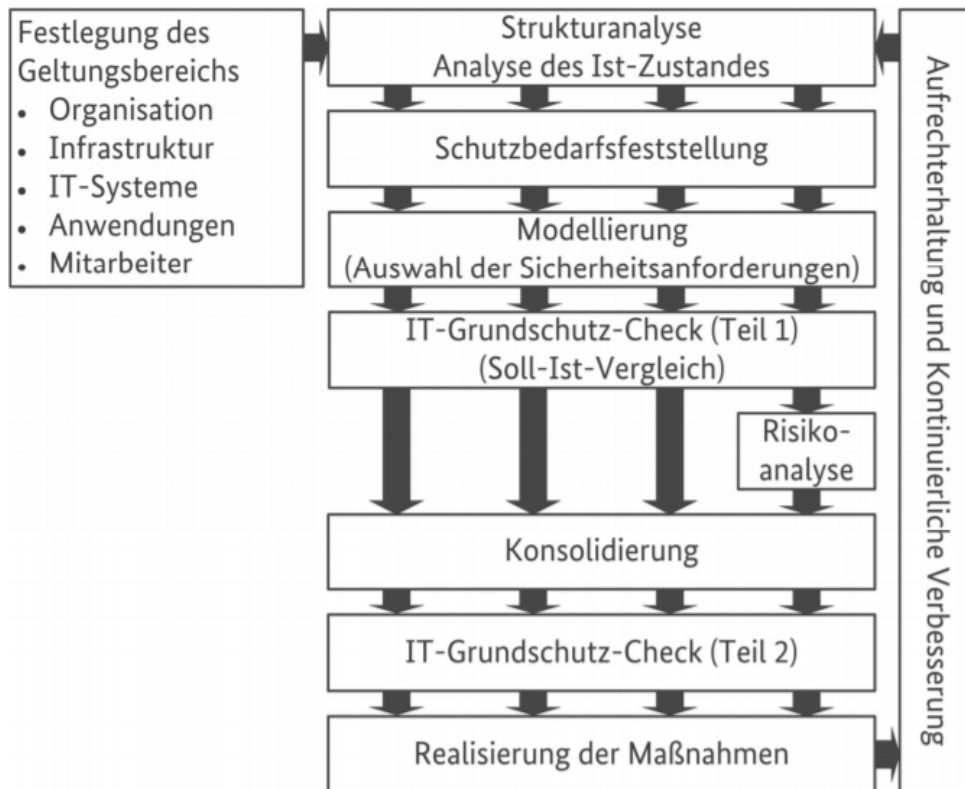 Festlegung des
Geltungsbereichs
• Organisation
• Infrastruktur
• IT-Systeme
• Anwendungen
• Mitarbeiter
Strukturanalyse
Analyse des Ist-Zustandes
Schutzbedarfsfeststellung
Modellierung
(Auswahl der Sicherheitsanforderungen)
IT-Grundschutz-Check (Teil 1)
(Soll-Ist-Vergleich)
Risiko-
analyse
Konsolidierung
IT-Grundschutz-Check (Teil 2)
Realisierung der Maßnahmen
Aufrechterhaltung und Kontinuierliche Verbesserung